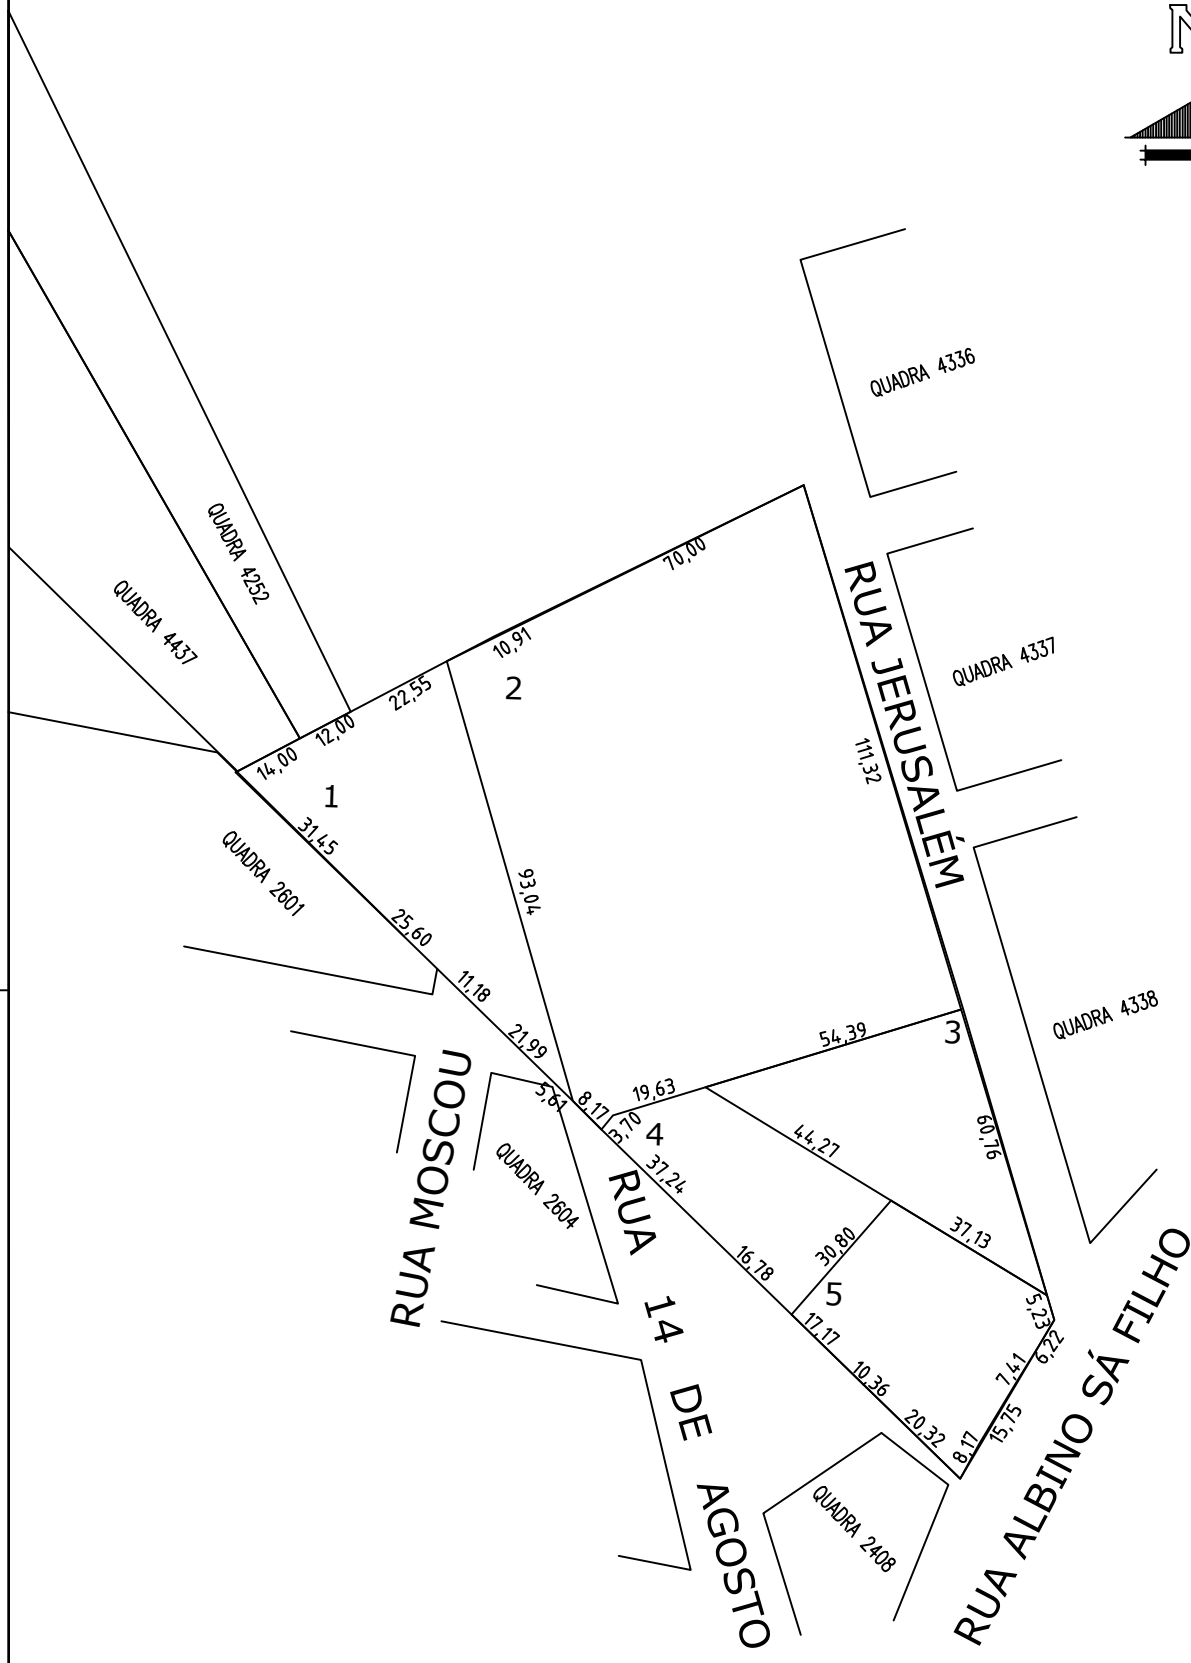 N
QUADRA 4336
QUADRA 4252
70,00
QUADRA 4437
10,91
QUADRA 4337
RUA JERUSALÉM
22,55
2
12,00
14,00
111,32
1
31,45
QUADRA 2601
93,04
25,60
11,18
QUADRA 4338
54,39
3
21,99
5,61
8,17
19,63
3,70
4
60,76
44,27
37,24
RUA MOSCOU
QUADRA 2604
37,13
30,80
16,78
5
RUA 14 DE AGOSTO
17,17
5,23
6,22
10,36
7,41
20,32
15,75
8,17
RUA ALBINO SÁ FILHO
QUADRA 2408